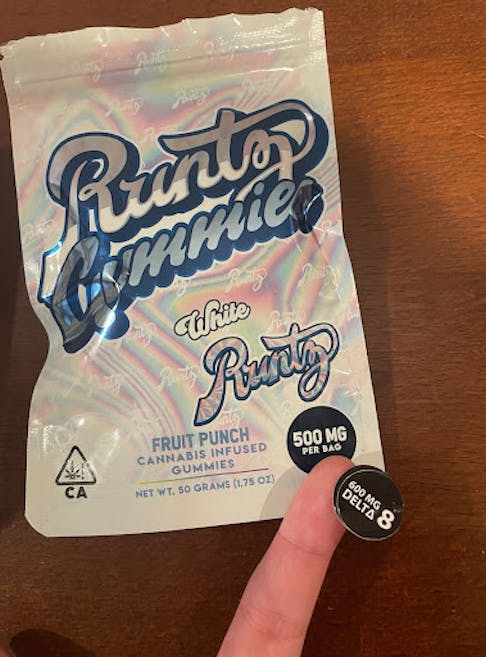 Runtz
Gummies
White
Runtz
FRUIT PUNCH
CANNABIS INFUSED
GUMMIES
NET WT. 50 GRAMS (1.75 OZ)
CA
500 MG
PER BAG
600 MG
DELTA 8